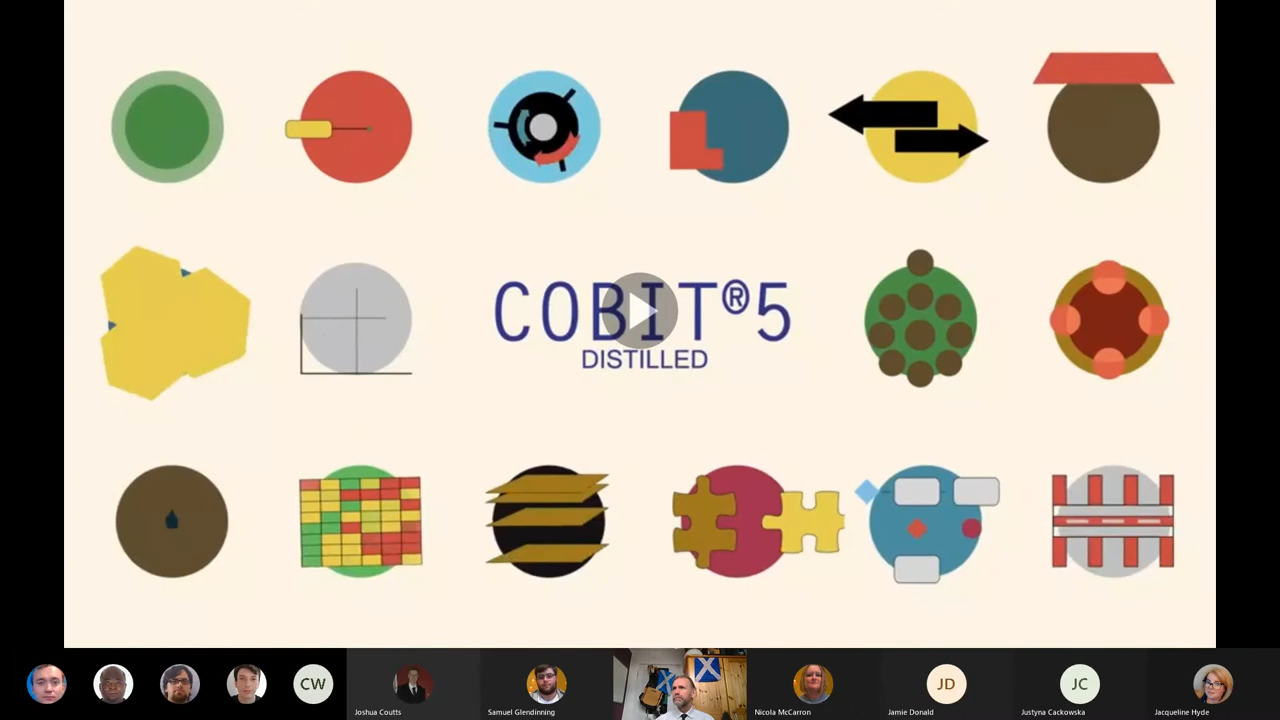 COBIT®5
DISTILLED
CW
JD
JC
Joshua Coutts
Samuel Glendinning
Nicola McCarron
Jamie Donald
Justyna Cackowska
Jacqueline Hyde